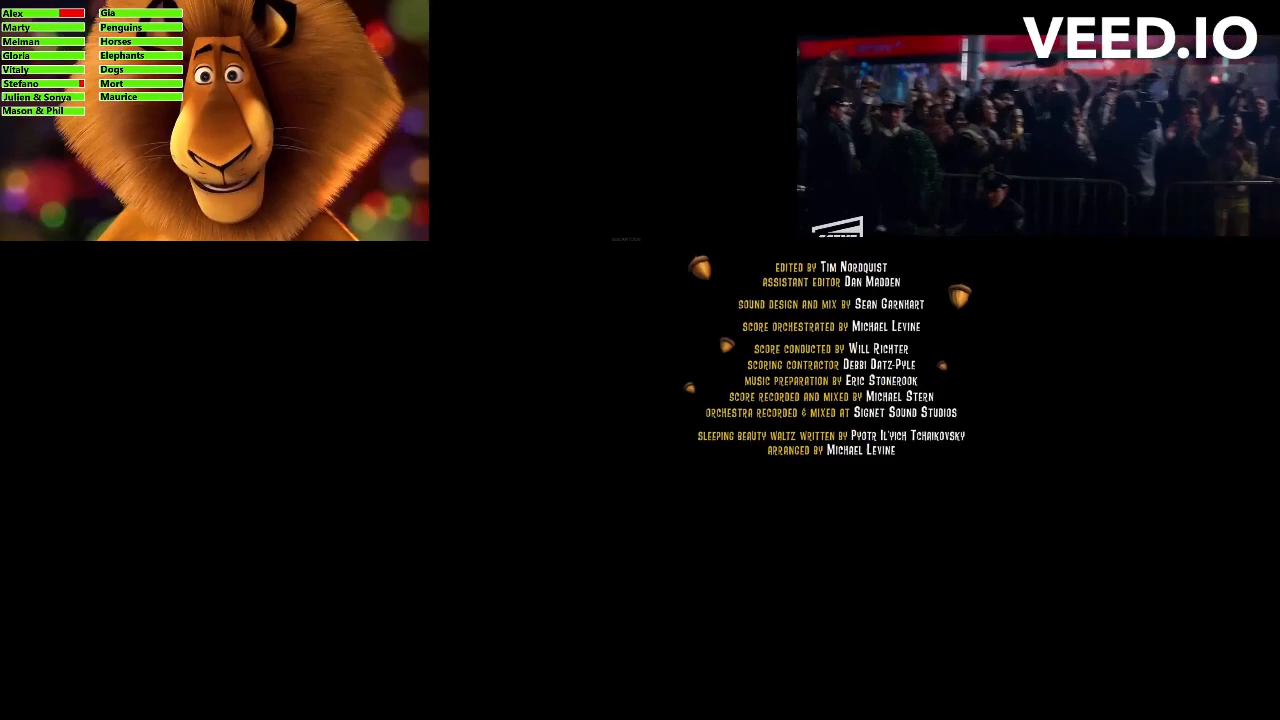 Alex
Marty
Melman
Gloria
Vitaly
Stefano
Julien & Sonya
Mason & Phil
Gia
Penguins
Horses
Elephants
Dogs
Mort
Maurice
VEED.IO
EDITED BY TIM NORDQUIST
ASSISTANT EDITOR DAN MADDEN
SOUND DESIGN AND MIX BY SEAN GARNHART
SCORE ORCHESTRATED BY MICHAEL LEVINE
SCORE CONDUCTED BY WILL RICHTER
SCORING CONTRACTOR DEBBI DATZ-PYLE
MUSIC PREPARATION BY ERIC STONEROOK
SCORE RECORDED AND MIXED BY MICHAEL STERN
ORCHESTRA RECORDED & MIXED AT SIGNET SOUND STUDIOS
SLEEPING BEAUTY WALTZ WRITTEN BY PYOTR IL'YICH TCHAIKOVSKY
ARRANGED BY MICHAEL LEVINE